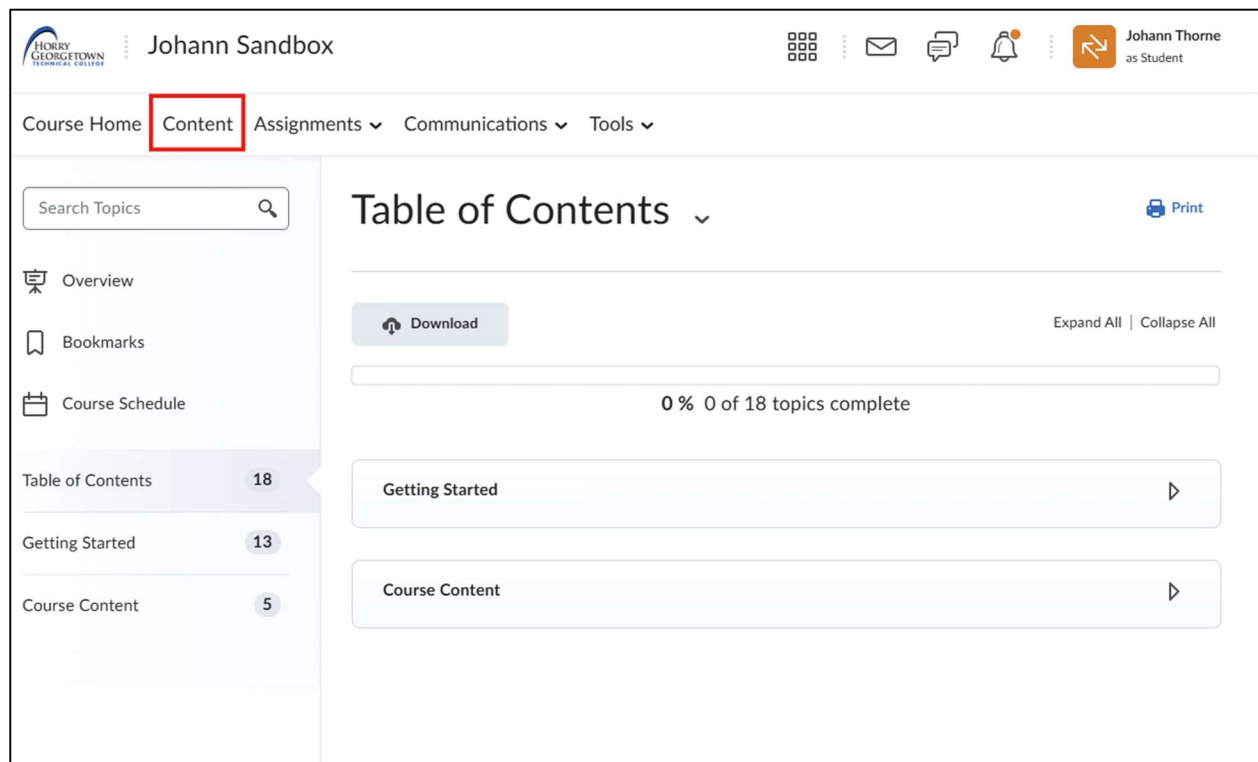 HORRY
GEORGETOWN
TECHNICAL COLLEGE
Johann Sandbox
Johann Thorne
as Student
Course Home Content Assignments Communications Tools
Search Topics
Overview
Bookmarks
Course Schedule
Table of Contents 18
Getting Started 13
Course Content 5
Table of Contents
Print
Download
Expand All | Collapse All
0 % 0 of 18 topics complete
Getting Started
Course Content